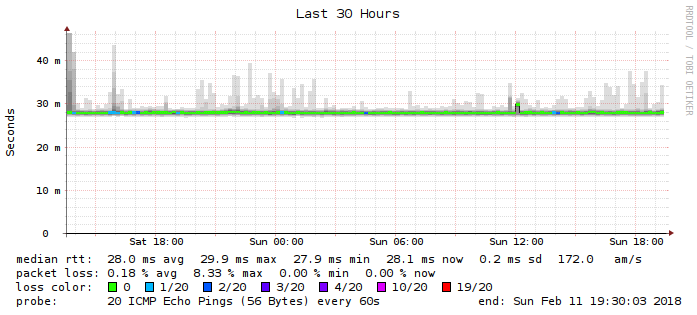 Last 30 Hours
RRDTOOL / TOBI OETIKER
Seconds
40 m
30 m
20 m
10 m
0
Sat 18:00 Sun 00:00 Sun 06:00 Sun 12:00 Sun 18:00
median rtt: 28.0 ms avg 29.9 ms max 27.9 ms min 28.1 ms now 0.2 ms sd 172.0 am/s
packet loss: 0.18 % avg 8.33 % max 0.00 % min 0.00 % now
loss color: 0 1/20 2/20 3/20 4/20 10/20 19/20
probe: 20 ICMP Echo Pings (56 Bytes) every 60s end: Sun Feb 11 19:30:03 2018